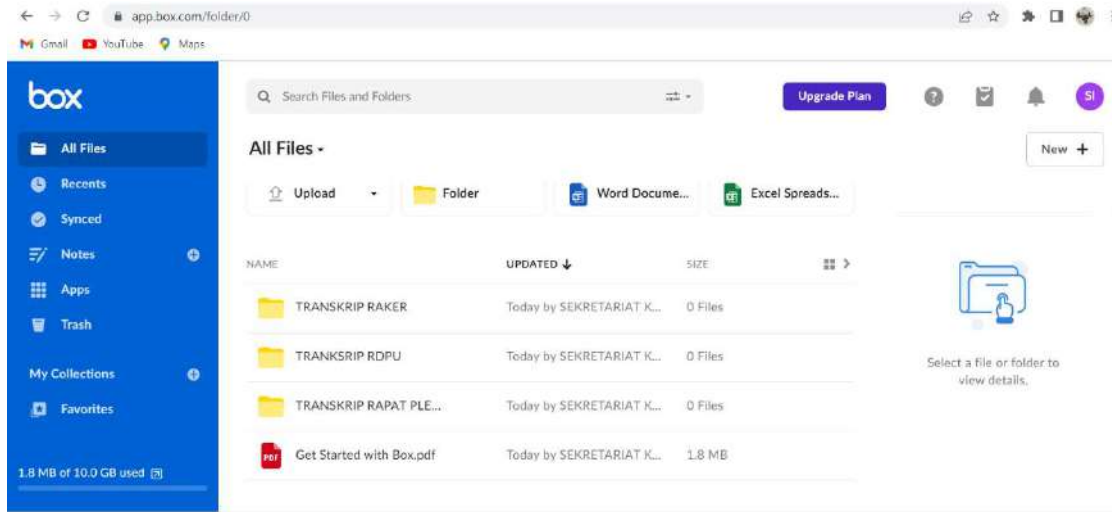 app.box.com/folder/0
Gmail YouTube Maps
box
Search Files and Folders
Upgrade Plan
?
SI
All Files
All Files
New +
Recents
Upload
Folder
Word Docume...
Excel Spreads...
Synced
Notes
Apps
Trash
My Collections
Favorites
1.8 MB of 10.0 GB used
NAME UPDATED SIZE
TRANSKRIP RAKER Today by SEKRETARIAT K... 0 Files
TRANKSRIP RDPU Today by SEKRETARIAT K... 0 Files
TRANSKRIP RAPAT PLE... Today by SEKRETARIAT K... 0 Files
PDF Get Started with Box.pdf Today by SEKRETARIAT K... 1.8 MB
Select a file or folder to
view details.